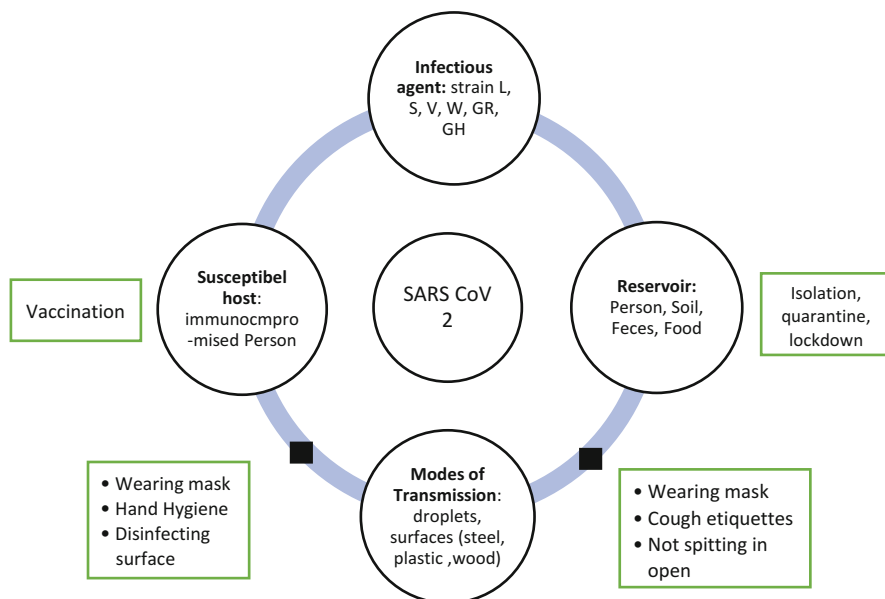 Infectious
agent: strain L,
S, V, W, GR,
GH
Susceptibel
host:
immunocmpro
-mised Person
SARS CoV
2
Reservoir:
Person, Soil,
Feces, Food
Vaccination
Isolation,
quarantine,
lockdown
Modes of
Transmission:
droplets,
surfaces (steel,
plastic ,wood)
• Wearing mask
• Hand Hygiene
• Disinfecting
surface
• Wearing mask
• Cough etiquettes
• Not spitting in
open